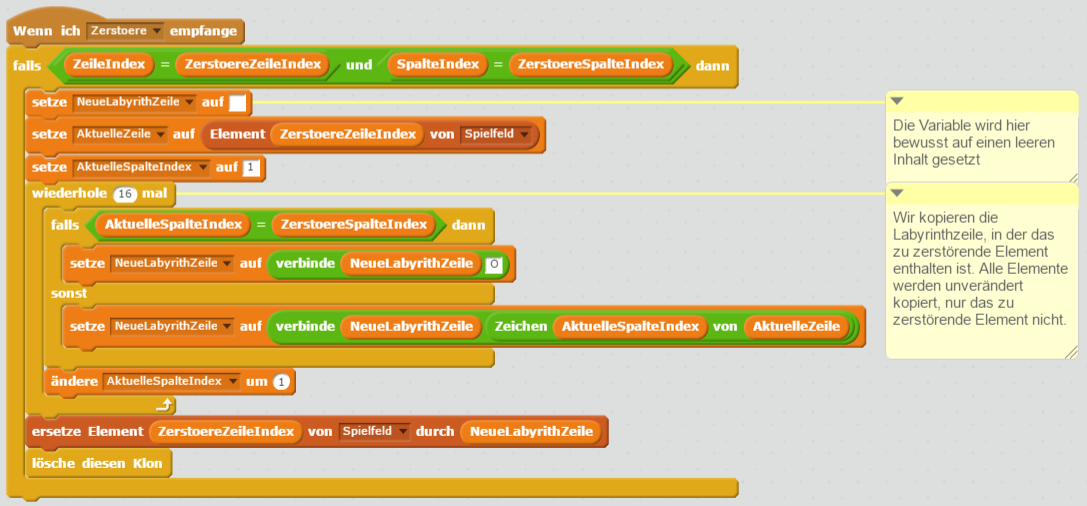 Wenn ich Zerstoere empfange
falls ZeileIndex = ZerstoereZeileIndex und SpalteIndex = ZerstoereSpalteIndex dann
setze NeueLabyrithZeile auf
setze AktuelleZeile auf Element ZerstoereZeileIndex von Spielfeld
setze AktuelleSpalteIndex auf 1
wiederhole 16 mal
falls AktuelleSpalteIndex = ZerstoereSpalteIndex dann
setze NeueLabyrithZeile auf verbinde NeueLabyrithZeile O
sonst
setze NeueLabyrithZeile auf verbinde NeueLabyrithZeile Zeichen AktuelleSpalteIndex von AktuelleZeile
ändere AktuelleSpalteIndex um 1
ersetze Element ZerstoereZeileIndex von Spielfeld durch NeueLabyrithZeile
lösche diesen Klon
Die Variable wird hier
bewusst auf einen leeren
Inhalt gesetzt
Wir kopieren die
Labyrinthzeile, in der das
zu zerstörende Element
enthalten ist. Alle Elemente
werden unverändert
kopiert, nur das zu
zerstörende Element nicht.